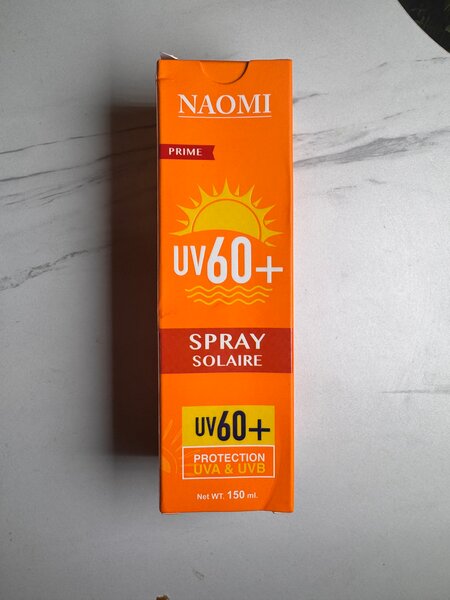 NAOMI
PRIME
UV60+
SPRAY
SOLAIRE
UV60+
PROTECTION
UVA & UVB
Net WT. 150 ml.